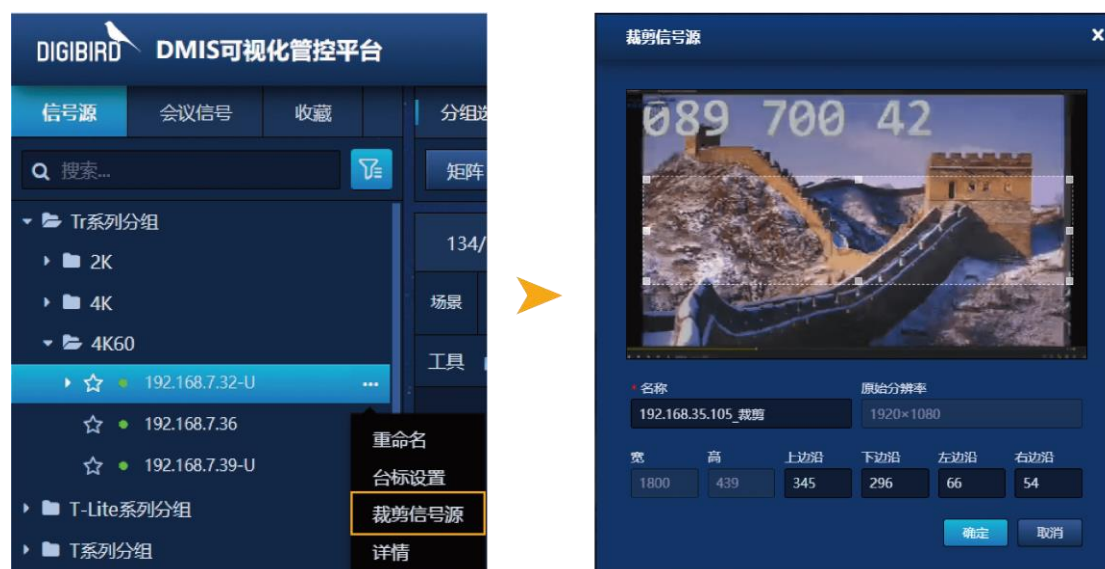 DIGIBIRD DMIS可视化管控平台
信号源 会议信号 收藏
分组选
搜索...
矩阵
Tr系列分组
2K
134/
4K
场景
4K60
工具
192.168.7.32-U ...
192.168.7.36
重命名
192.168.7.39-U
台标设置
T-Lite系列分组
裁剪信号源
T系列分组
详情
裁剪信号源 ×
089 700 42
* 名称 原始分辨率
192.168.35.105_裁剪 1920×1080
宽 高 上边沿 下边沿 左边沿 右边沿
1800 439 345 296 66 54
确定 取消